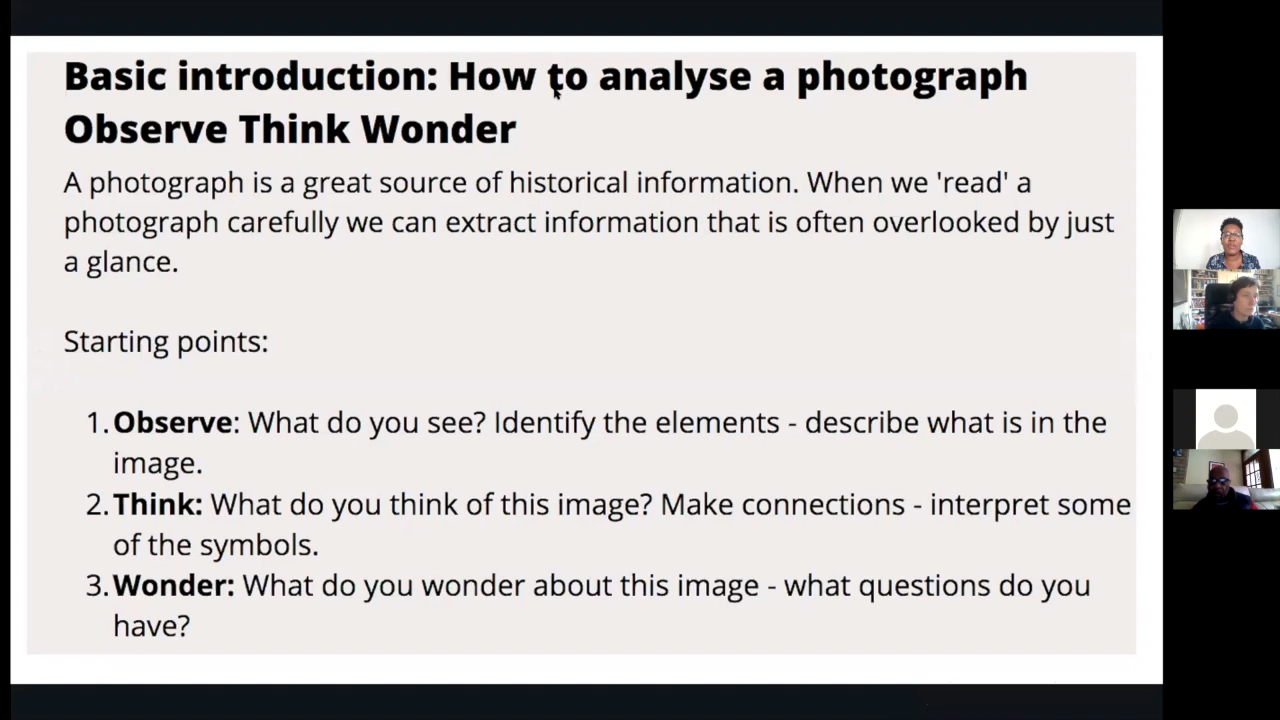 Basic introduction: How to analyse a photograph
Observe Think Wonder
A photograph is a great source of historical information. When we 'read' a
photograph carefully we can extract information that is often overlooked by just
a glance.
Starting points:
1. Observe: What do you see? Identify the elements - describe what is in the
image.
2. Think: What do you think of this image? Make connections - interpret some
of the symbols.
3. Wonder: What do you wonder about this image - what questions do you
have?